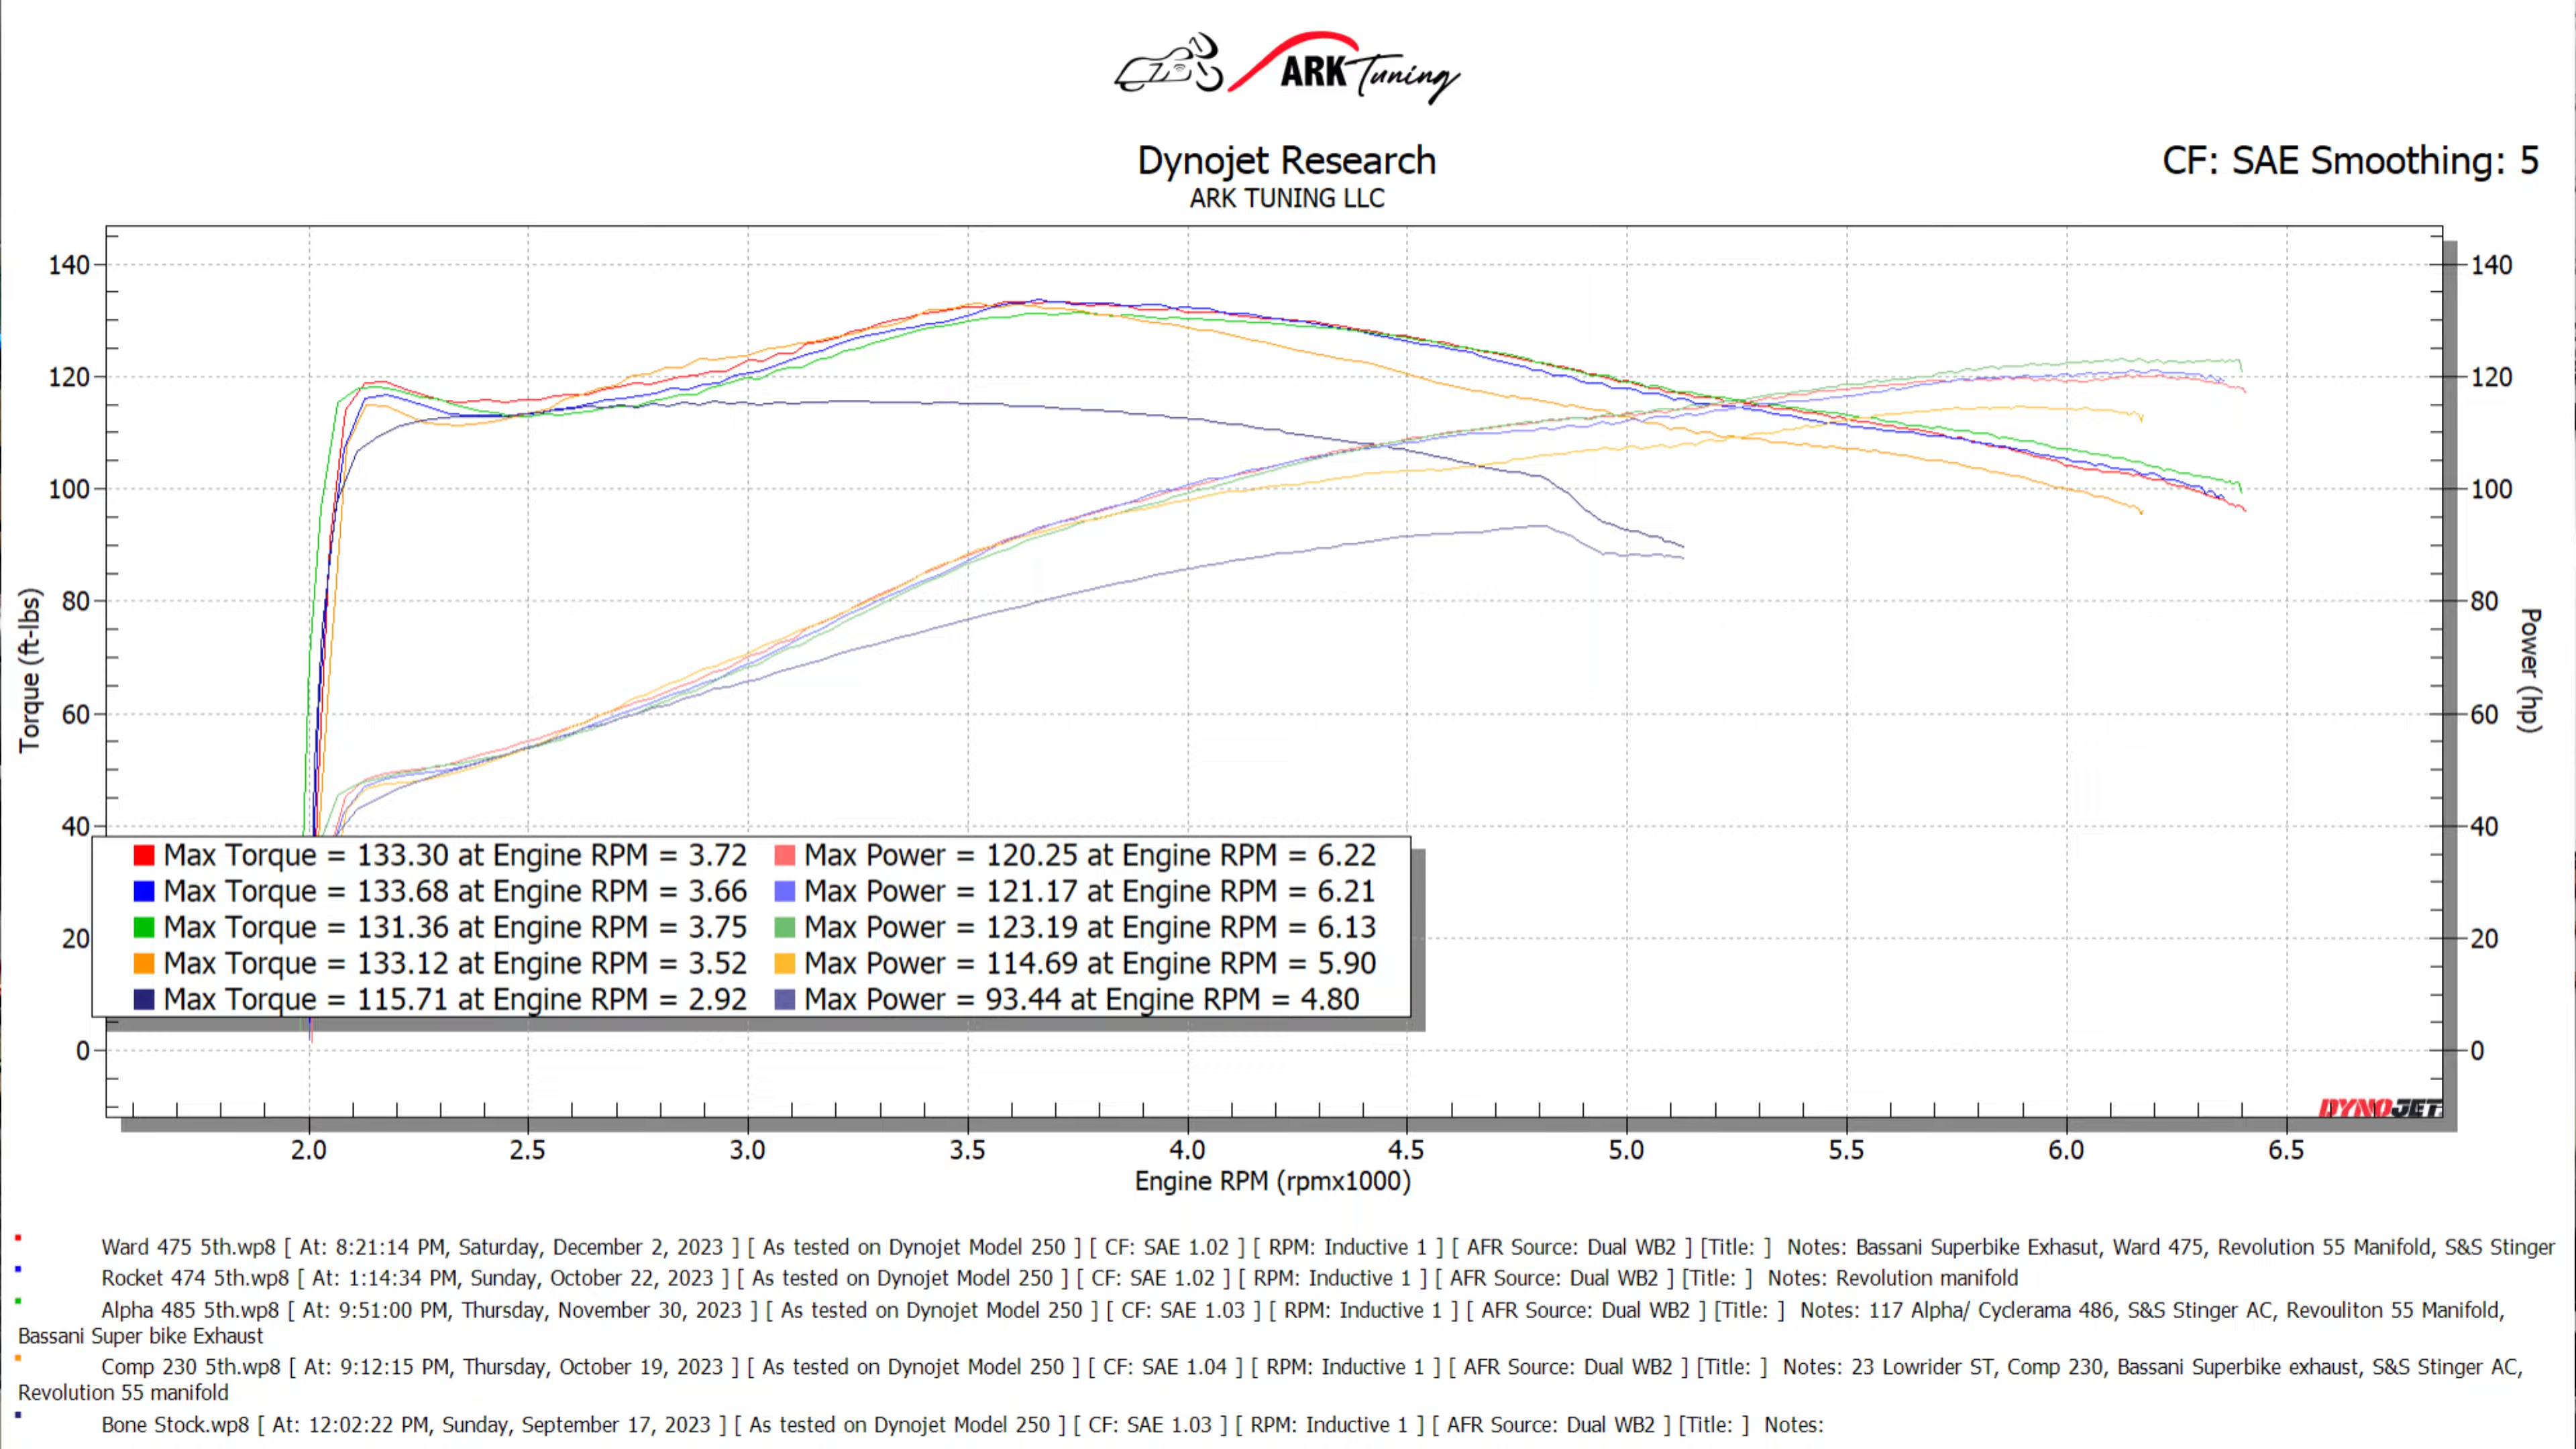 ARK Tuning
Dynojet Research
CF: SAE Smoothing: 5
ARK TUNING LLC
140
120
100
80
60
40
20
0
Torque (ft-lbs)
140
120
100
80
60
40
20
0
Power (hp)
Max Torque = 133.30 at Engine RPM = 3.72 Max Power = 120.25 at Engine RPM = 6.22
Max Torque = 133.68 at Engine RPM = 3.66 Max Power = 121.17 at Engine RPM = 6.21
Max Torque = 131.36 at Engine RPM = 3.75 Max Power = 123.19 at Engine RPM = 6.13
Max Torque = 133.12 at Engine RPM = 3.52 Max Power = 114.69 at Engine RPM = 5.90
Max Torque = 115.71 at Engine RPM = 2.92 Max Power = 93.44 at Engine RPM = 4.80
DYNOJET
2.0 2.5 3.0 3.5 4.0 4.5 5.0 5.5 6.0 6.5
Engine RPM (rpmx1000)
Ward 475 5th.wp8 [ At: 8:21:14 PM, Saturday, December 2, 2023 ] [ As tested on Dynojet Model 250 ] [ CF: SAE 1.02 ] [ RPM: Inductive 1 ] [ AFR Source: Dual WB2 ] [Title: ] Notes: Bassani Superbike Exhasut, Ward 475, Revolution 55 Manifold, S&S Stinger
Rocket 474 5th.wp8 [ At: 1:14:34 PM, Sunday, October 22, 2023 ] [ As tested on Dynojet Model 250 ] [ CF: SAE 1.02 ] [ RPM: Inductive 1 ] [ AFR Source: Dual WB2 ] [Title: ] Notes: Revolution manifold
Alpha 485 5th.wp8 [ At: 9:51:00 PM, Thursday, November 30, 2023 ] [ As tested on Dynojet Model 250 ] [ CF: SAE 1.03 ] [ RPM: Inductive 1 ] [ AFR Source: Dual WB2 ] [Title: ] Notes: 117 Alpha/ Cyclerama 486, S&S Stinger AC, Revouliton 55 Manifold,
Bassani Super bike Exhaust
Comp 230 5th.wp8 [ At: 9:12:15 PM, Thursday, October 19, 2023 ] [ As tested on Dynojet Model 250 ] [ CF: SAE 1.04 ] [ RPM: Inductive 1 ] [ AFR Source: Dual WB2 ] [Title: ] Notes: 23 Lowrider ST, Comp 230, Bassani Superbike exhaust, S&S Stinger AC,
Revolution 55 manifold
Bone Stock.wp8 [ At: 12:02:22 PM, Sunday, September 17, 2023 ] [ As tested on Dynojet Model 250 ] [ CF: SAE 1.03 ] [ RPM: Inductive 1 ] [ AFR Source: Dual WB2 ] [Title: ] Notes: